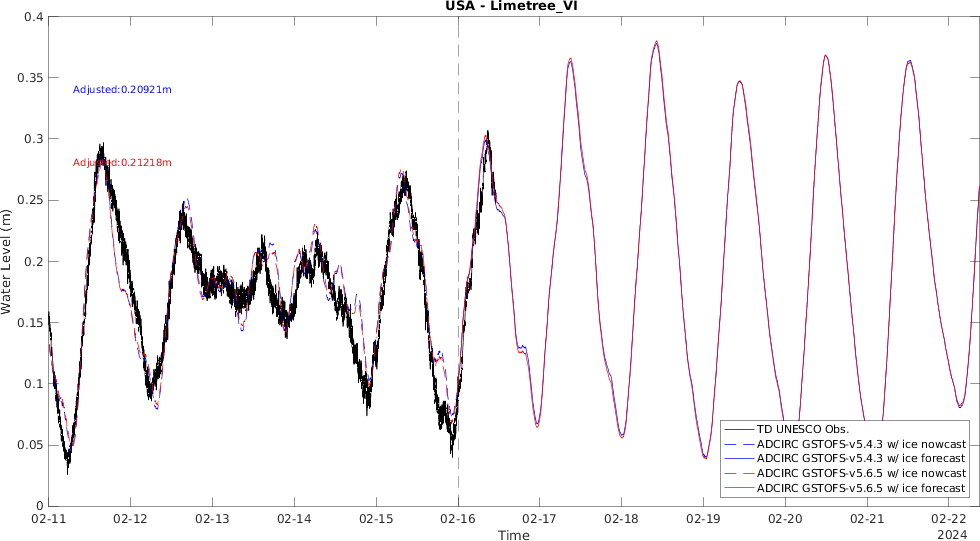 USA - Limetree_VI
0.4
0.35
0.3
0.25
0.2
0.15
0.1
0.05
0
Water Level (m)
Adjusted:0.20921m
Adjusted:0.21218m
TD UNESCO Obs.
ADCIRC GSTOFS-v5.4.3 w/ ice nowcast
ADCIRC GSTOFS-v5.4.3 w/ ice forecast
ADCIRC GSTOFS-v5.6.5 w/ ice nowcast
ADCIRC GSTOFS-v5.6.5 w/ ice forecast
02-11 02-12 02-13 02-14 02-15 02-16 02-17 02-18 02-19 02-20 02-21 02-22
Time
2024